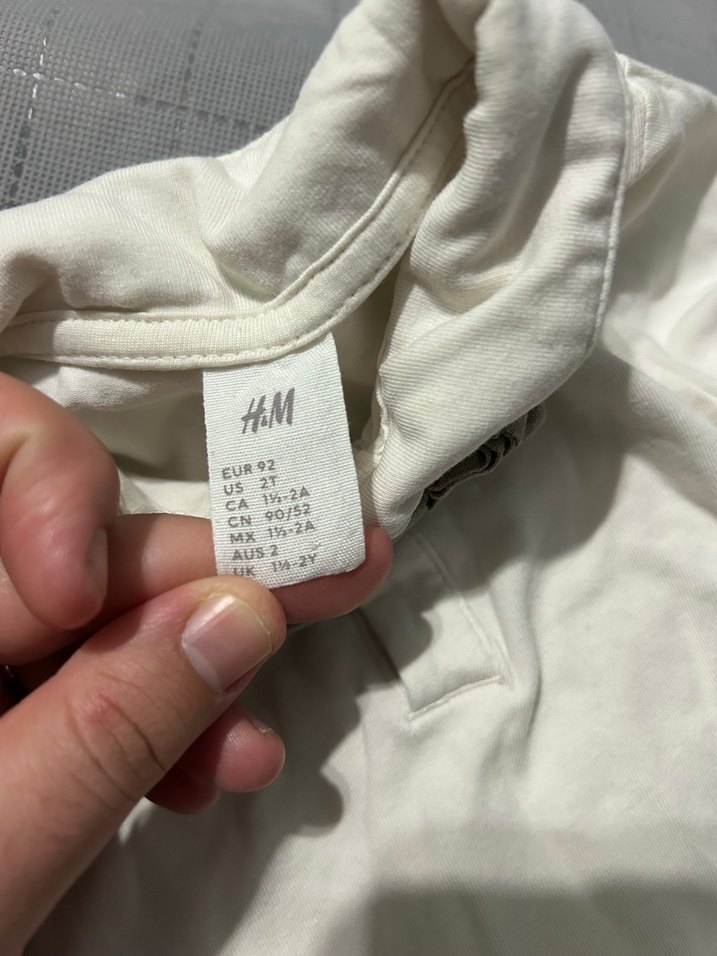 H&M
EUR 92
US 2T
CA 1½-2A
CN 90/52
MX 1½-2A
AUS 2
UK 1½-2Y